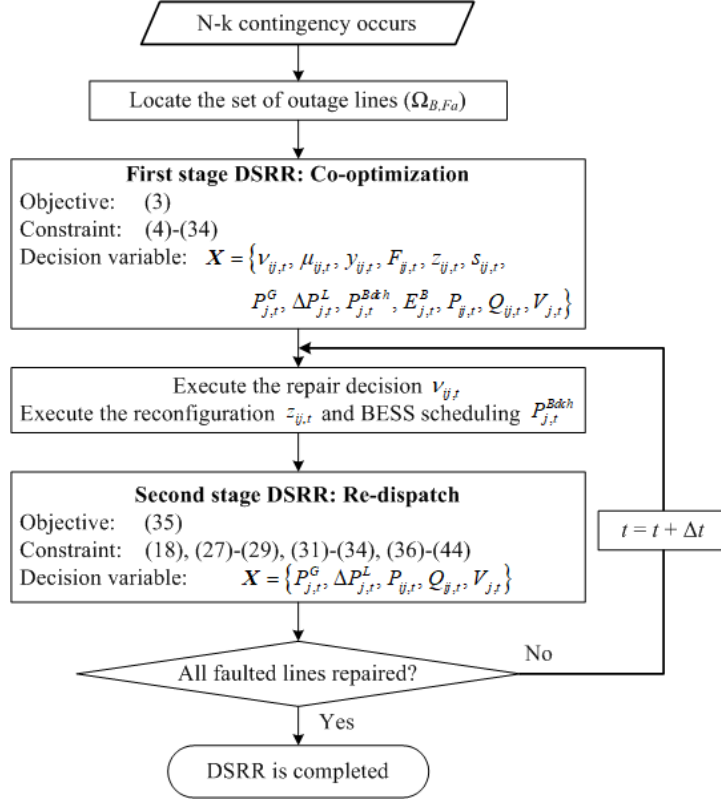 N-k contingency occurs
Locate the set of outage lines (Ω_{B,Fa})
First stage DSRR: Co-optimization
Objective: (3)
Constraint: (4)-(34)
Decision variable: X = {ν_{ij,t}, μ_{ij,t}, y_{ij,t}, F_{ij,t}, z_{ij,t}, s_{ij,t},
P^G_{j,t}, ΔP^L_{j,t}, P^{Bdch}_{j,t}, E^B_{j,t}, P_{ij,t}, Q_{ij,t}, V_{j,t}}
Execute the repair decision ν_{ij,t}
Execute the reconfiguration z_{ij,t} and BESS scheduling P^{Bdch}_{j,t}
Second stage DSRR: Re-dispatch
Objective: (35)
Constraint: (18), (27)-(29), (31)-(34), (36)-(44)
Decision variable: X = {P^G_{j,t}, ΔP^L_{j,t}, P_{ij,t}, Q_{ij,t}, V_{j,t}}
t = t + Δt
All faulted lines repaired?
No
Yes
DSRR is completed